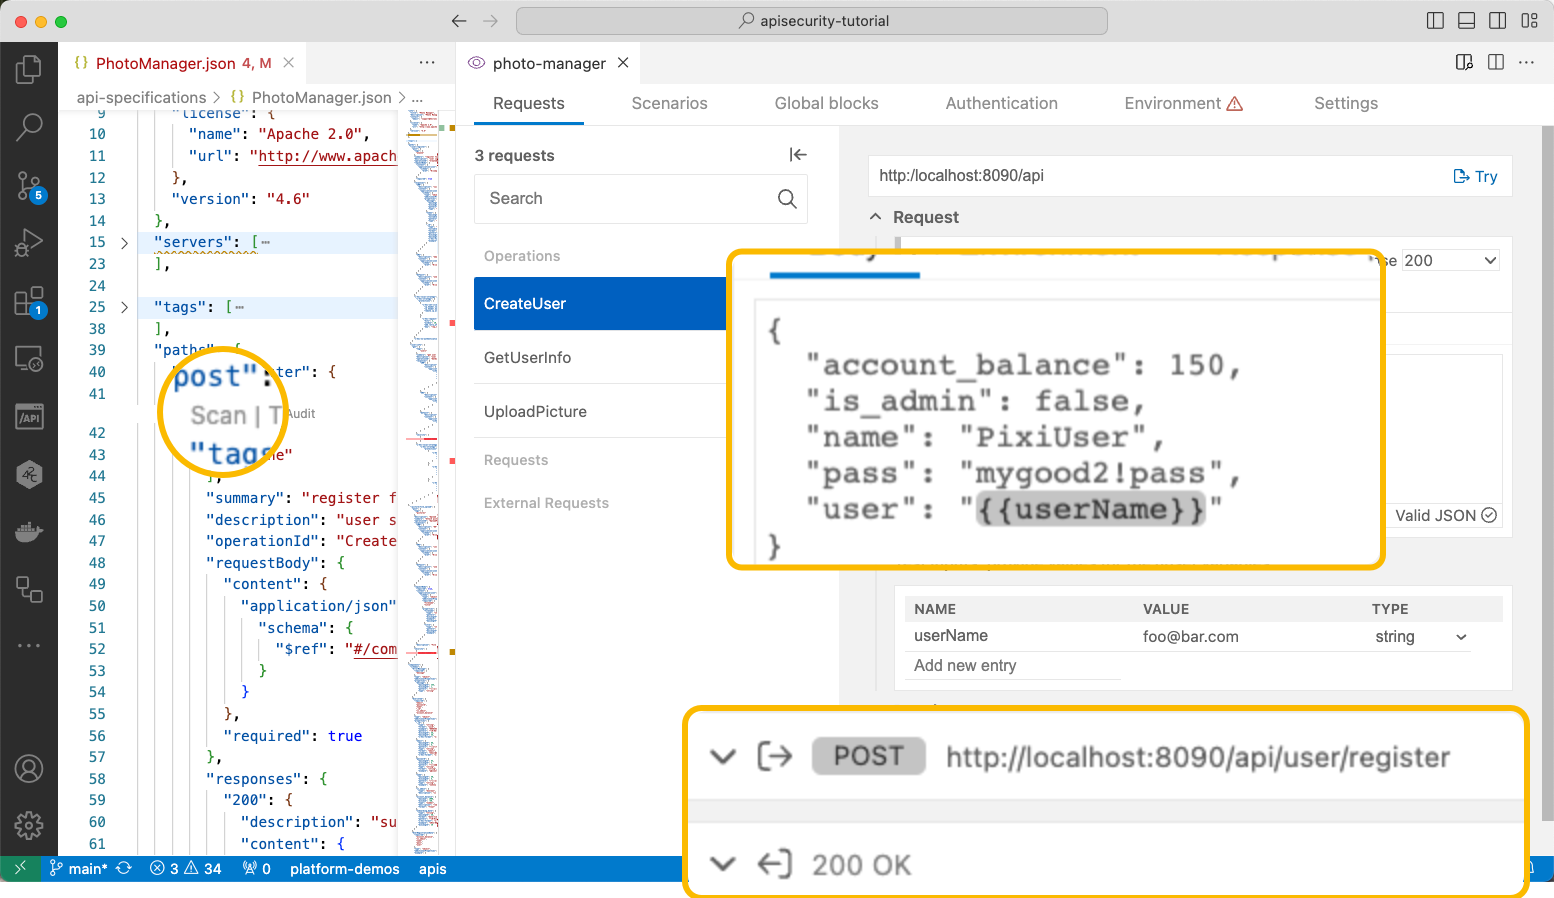 apisecurity-tutorial
PhotoManager.json 4, M
api-specifications > {} PhotoManager.json > ...
9 "license": {
10 "name": "Apache 2.0",
11 "url": "http://www.apach
12 },
13 "version": "4.6"
14 },
15 "servers": [
23 ],
24
25 "tags": [
38 ],
39 "paths": {
40 ter": {
41
post":
Scan | T
Audit
"tags
42
43 ne"
44 ],
45 "summary": "register f
46 "description": "user s
47 "operationId": "Create
48 "requestBody": {
49 "content": {
50 "application/json"
51 "schema": {
52 "$ref": "#/com
53 }
54 }
55 },
56 "required": true
57 },
58 "responses": {
59 "200": {
60 "description": "su
61 "content": {
5
1
/API
42C
main*
3
34
0
platform-demos
apis
photo-manager
Requests
Scenarios
Global blocks
Authentication
Environment
Settings
3 requests
Search
Operations
CreateUser
GetUserInfo
UploadPicture
Requests
External Requests
http:/localhost:8090/api
Try
Request
200
{
"account_balance": 150,
"is_admin": false,
"name": "PixiUser",
"pass": "mygood2!pass",
"user": "{{userName}}"
}
Valid JSON
NAME VALUE TYPE
userName foo@bar.com string
Add new entry
POST http://localhost:8090/api/user/register
200 OK